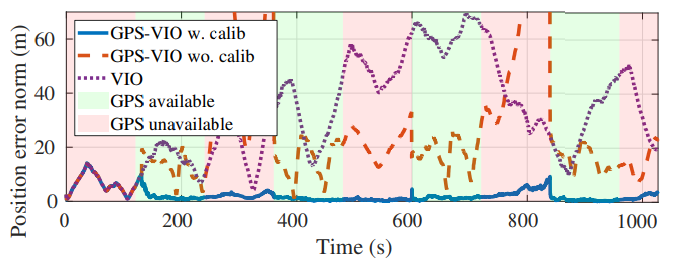 60
40
20
0
0
200
400
600
800
1000
Position error norm (m)
Time (s)
GPS-VIO w. calib
GPS-VIO wo. calib
VIO
GPS available
GPS unavailable